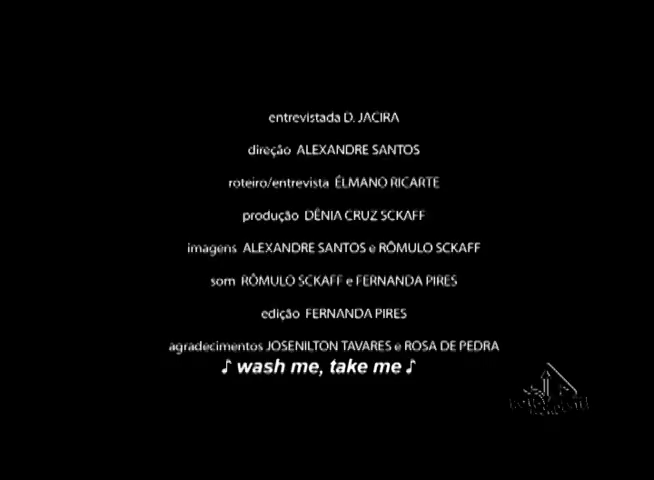 entrevistada D. JACIRA
direção ALEXANDRE SANTOS
roteiro/entrevista ÉLMANO RICARTE
produção DÊNIA CRUZ SCKAFF
imagens ALEXANDRE SANTOS e RÔMULO SCKAFF
som RÔMULO SCKAFF e FERNANDA PIRES
edição FERNANDA PIRES
agradecimentos JOSENILTON TAVARES e ROSA DE PEDRA
♪ wash me, take me ♪